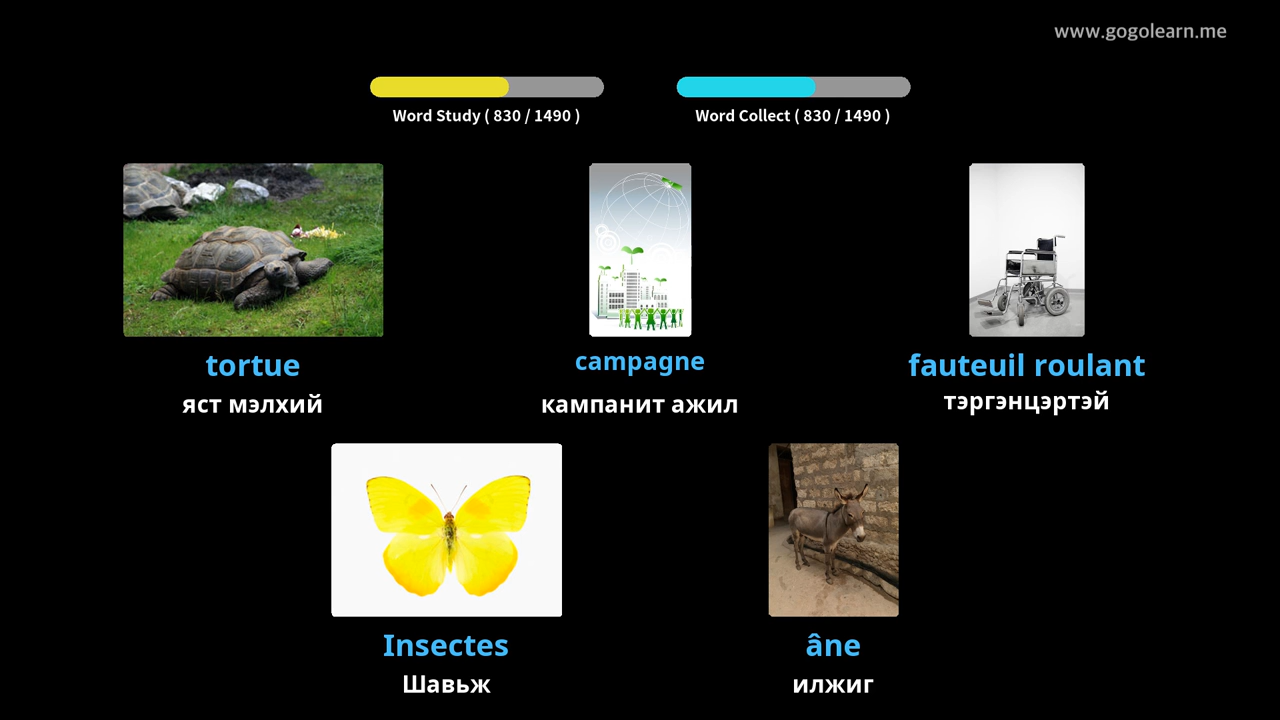 www.gogolearn.me
Word Study ( 830 / 1490 )
Word Collect ( 830 / 1490 )
tortue
яст мэлхий
campagne
кампанит ажил
fauteuil roulant
тэргэнцэртэй
Insectes
Шавьж
âne
илжиг